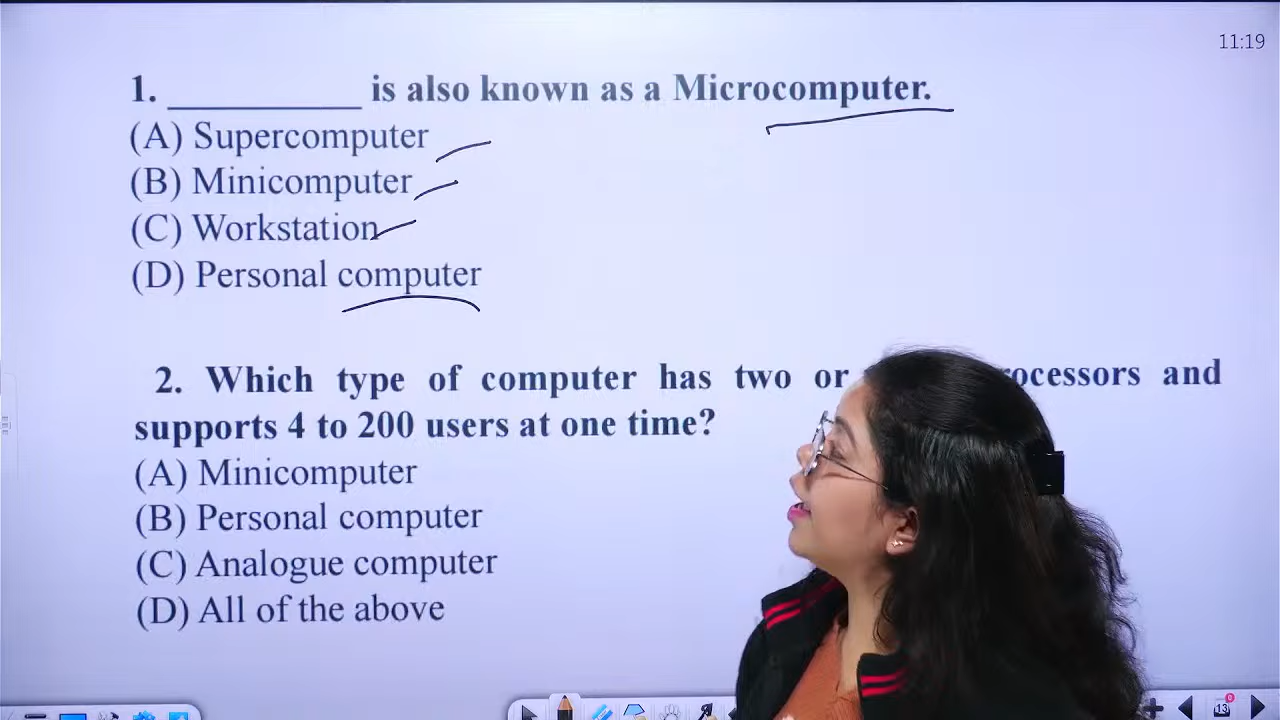 11:19
1. __________ is also known as a Microcomputer.
(A) Supercomputer
(B) Minicomputer
(C) Workstation
(D) Personal computer
2. Which type of computer has two or rocessors and
supports 4 to 200 users at one time?
(A) Minicomputer
(B) Personal computer
(C) Analogue computer
(D) All of the above
13